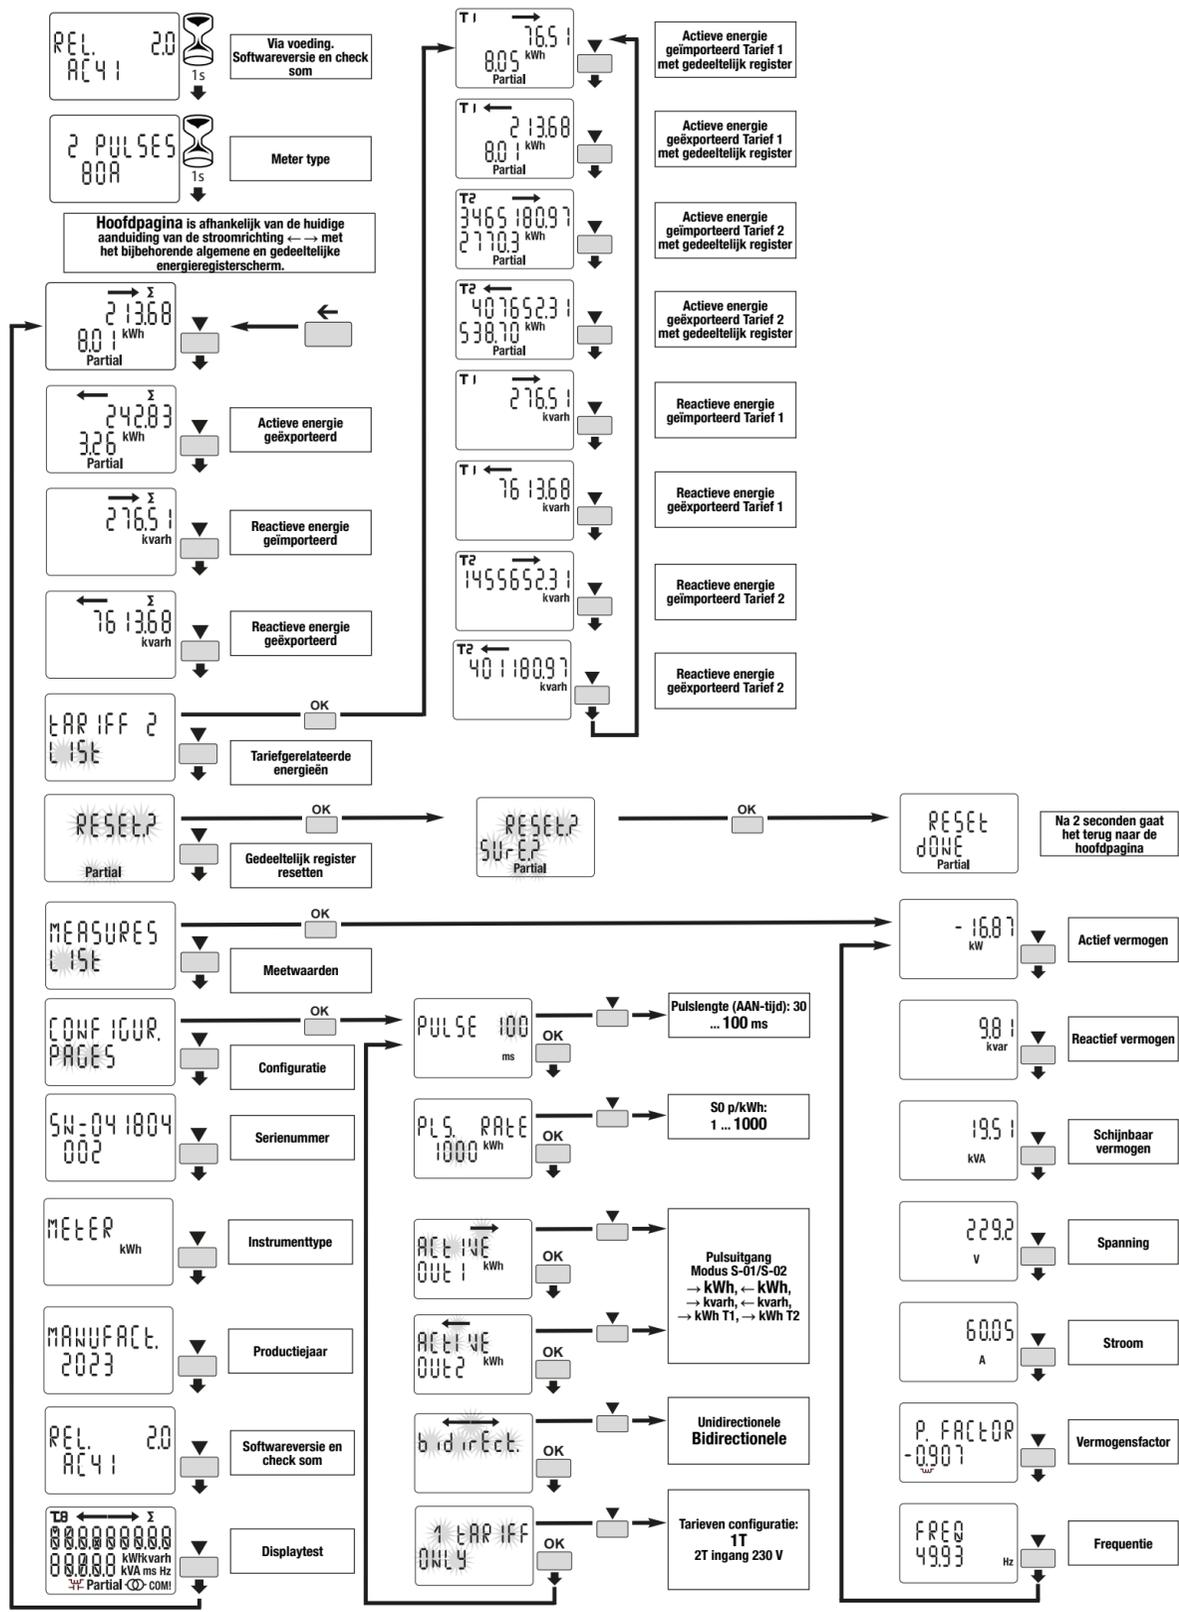 REL. 2.0
AC41
1s
Via voeding.
Softwareversie en check
som
2 PULSES
80A
1s
Meter type
Hoofdpagina is afhankelijk van de huidige
aanduiding van de stroomrichting ← → met
het bijbehorende algemene en gedeeltelijke
energieregisterscherm.
→ Σ
213.68
8.01 kWh
Partial
←
← Σ
242.83
3.26 kWh
Partial
Actieve energie
geëxporteerd
→ Σ
276.51
kvarh
Reactieve energie
geïmporteerd
← Σ
7613.68
kvarh
Reactieve energie
geëxporteerd
tARIFF 2
LISt
OK
Tariefgerelateerde
energieën
T1 →
76.51
8.05 kWh
Partial
Actieve energie
geïmporteerd Tarief 1
met gedeeltelijk register
T1 ←
213.68
8.01 kWh
Partial
Actieve energie
geëxporteerd Tarief 1
met gedeeltelijk register
T2 →
3465180.97
2770.3 kWh
Partial
Actieve energie
geïmporteerd Tarief 2
met gedeeltelijk register
T2 ←
407652.31
538.70 kWh
Partial
Actieve energie
geëxporteerd Tarief 2
met gedeeltelijk register
T1 →
276.51
kvarh
Reactieve energie
geïmporteerd Tarief 1
T1 ←
7613.68
kvarh
Reactieve energie
geëxporteerd Tarief 1
T2 →
1455652.31
kvarh
Reactieve energie
geïmporteerd Tarief 2
T2 ←
401180.97
kvarh
Reactieve energie
geëxporteerd Tarief 2
RESEt.?
Partial
OK
Gedeeltelijk register
resetten
RESEt.?
SUrE.?
Partial
OK
RESEt
dONE
Partial
Na 2 seconden gaat
het terug naar de
hoofdpagina
MEASURES
LISt
OK
Meetwaarden
CONFIGUR.
PAGES
OK
Configuratie
SN=041804
002
Serienummer
MEtER
kWh
Instrumenttype
MANUFACt.
2023
Productiejaar
REL. 2.0
AC41
Softwareversie en
check som
T.8 ← → Σ
88888888
kWhkvarh
88.8.8.8 kVA ms Hz
Partial COM!
Displaytest
PULSE 100
ms
OK
Pulslengte (AAN-tijd): 30
... 100 ms
PLS. RAtE
1000 kWh
OK
S0 p/kWh:
1 ... 1000
→
ACtIVE
OUt1 kWh
OK
←
ACtIVE
OUt2 kWh
OK
Pulsuitgang
Modus S-01/S-02
→ kWh, ← kWh,
→ kvarh, ← kvarh,
→ kWh T1, → kWh T2
bidirEct.
OK
Unidirectionele
Bidirectionele
1 tARIFF
ONLY
OK
Tarieven configuratie:
1T
2T ingang 230 V
-16.87
kW
Actief vermogen
9.81
kvar
Reactief vermogen
19.51
kVA
Schijnbaar
vermogen
229.2
V
Spanning
60.05
A
Stroom
P. FACtOR
-0.907
Vermogensfactor
FREQ
49.93 Hz
Frequentie